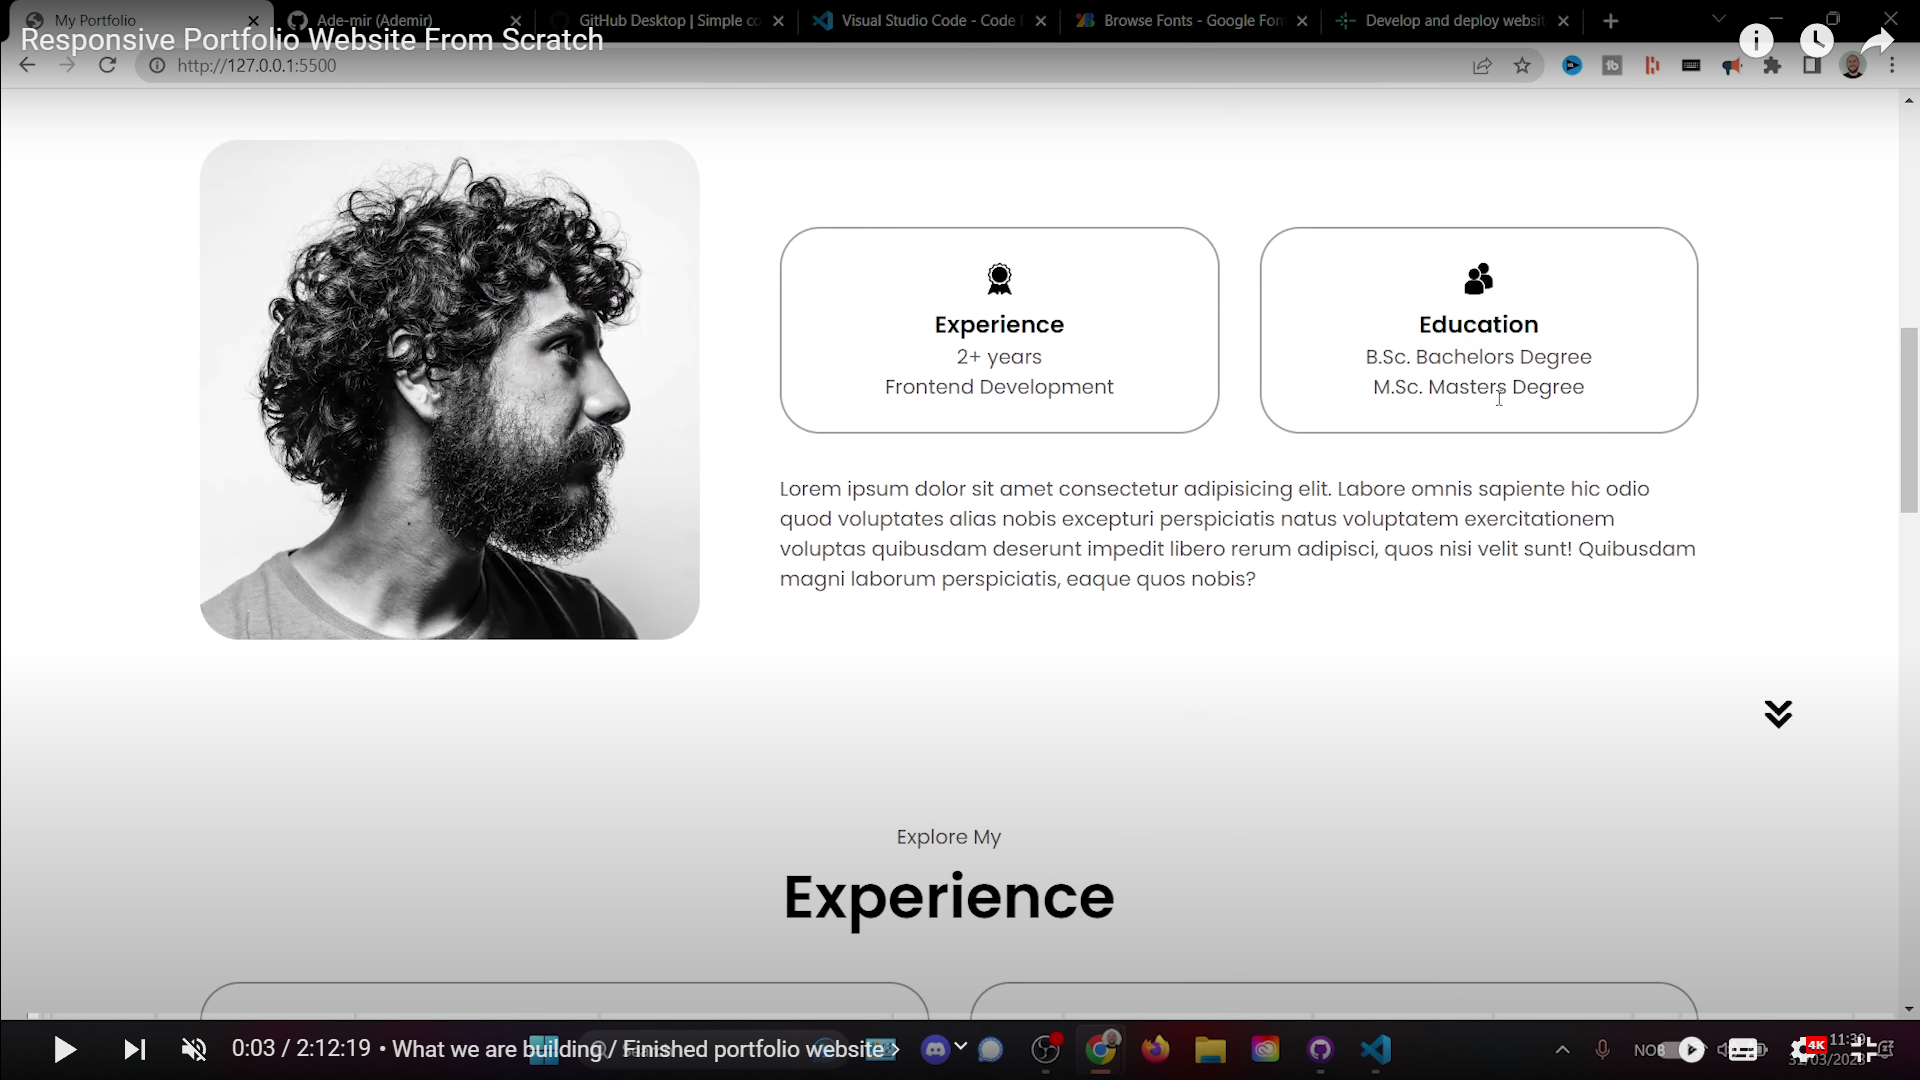 My Portfolio
Ade-mir (Ademir)
GitHub Desktop | Simple co
Visual Studio Code - Code
Browse Fonts - Google Fon
Develop and deploy websit
Responsive Portfolio Website From Scratch
http://127.0.0.1:5500
Experience
2+ years
Frontend Development
Education
B.Sc. Bachelors Degree
M.Sc. Masters Degree
Lorem ipsum dolor sit amet consectetur adipisicing elit. Labore omnis sapiente hic odio
quod voluptates alias nobis excepturi perspiciatis natus voluptatem exercitationem
voluptas quibusdam deserunt impedit libero rerum adipisci, quos nisi velit sunt! Quibusdam
magni laborum perspiciatis, eaque quos nobis?
Explore My
Experience
0:03 / 2:12:19 • What we are building / Finished portfolio website
NOB
4K
11:39